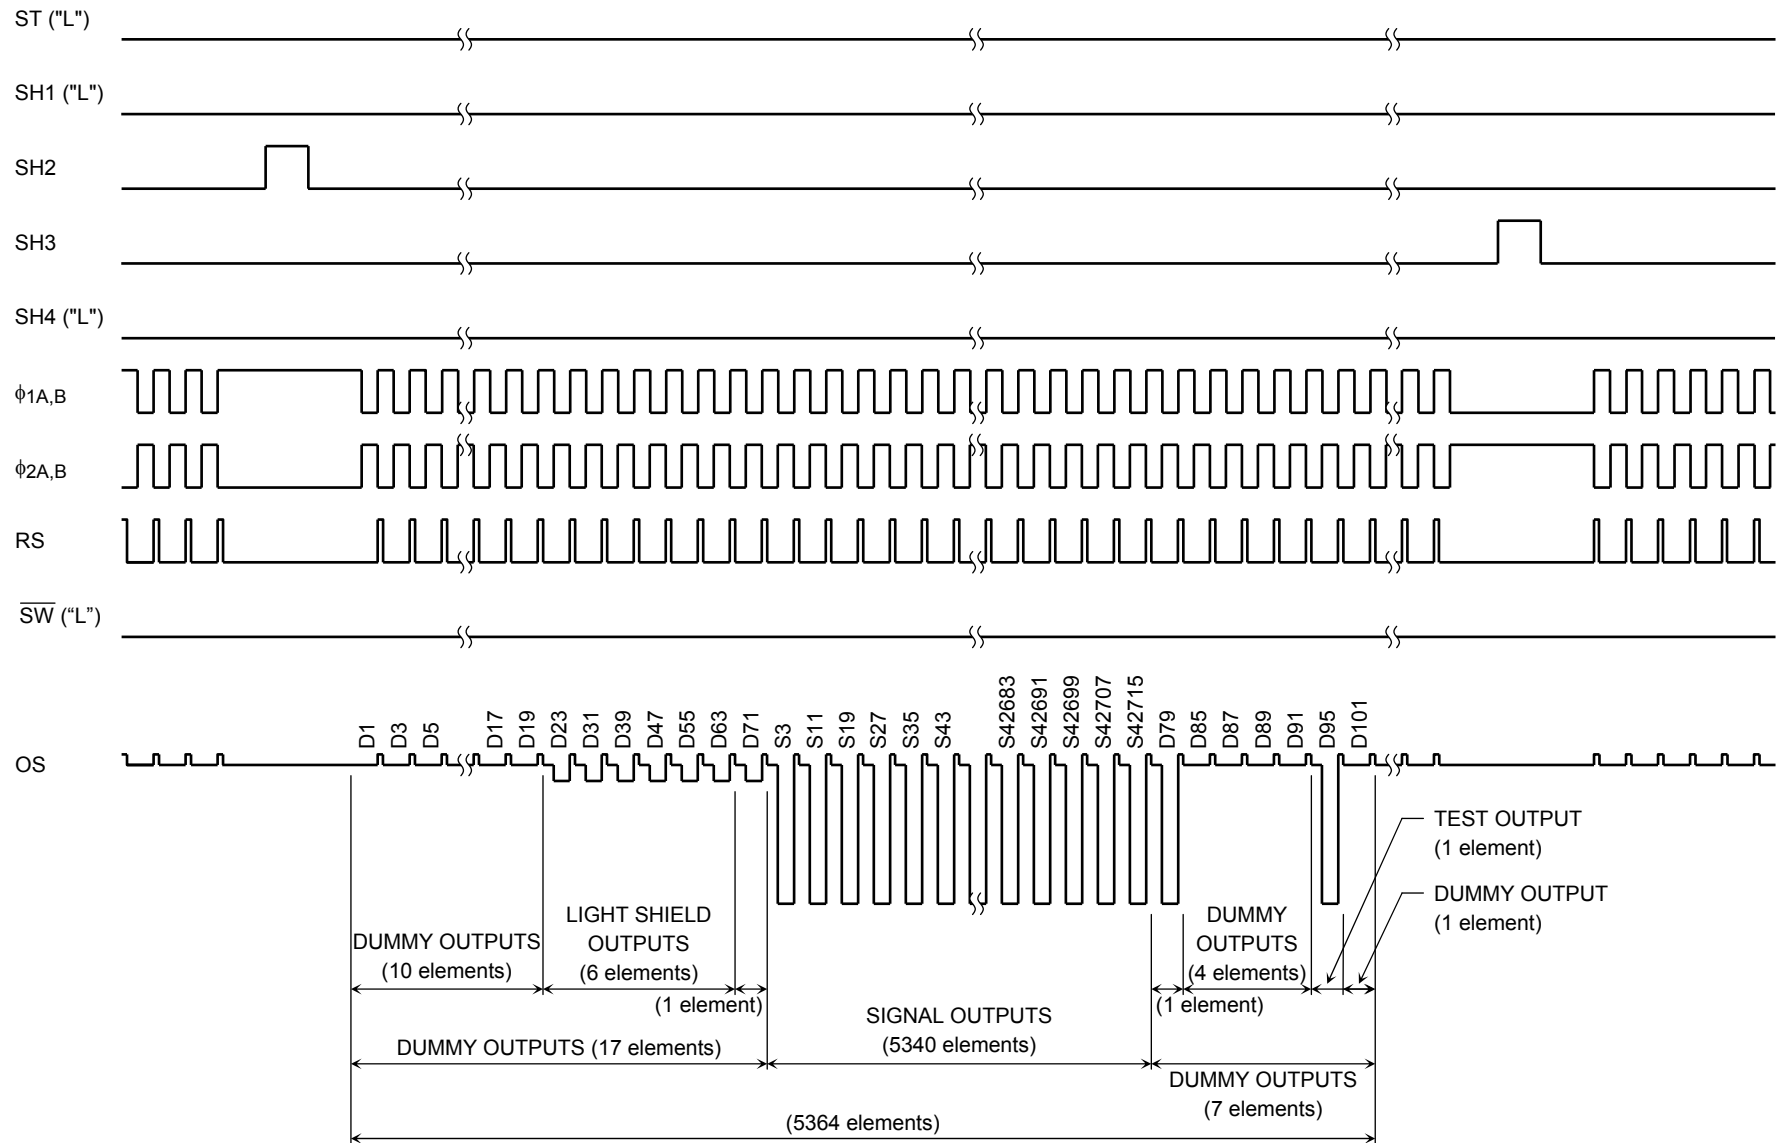 ST ("L")
SH1 ("L")
SH2
SH3
SH4 ("L")
ϕ1A,B
ϕ2A,B
RS
SW (“L”)
OS
D1
D3
D5
D17
D19
D23
D31
D39
D47
D55
D63
D71
S3
S11
S19
S27
S35
S43
S42683
S42691
S42699
S42707
S42715
D79
D85
D87
D89
D91
D95
D101
TEST OUTPUT
(1 element)
DUMMY OUTPUT
(1 element)
DUMMY OUTPUTS
(10 elements)
LIGHT SHIELD
OUTPUTS
(6 elements)
(1 element)
DUMMY
OUTPUTS
(4 elements)
(1 element)
DUMMY OUTPUTS (17 elements)
SIGNAL OUTPUTS
(5340 elements)
DUMMY OUTPUTS
(7 elements)
(5364 elements)